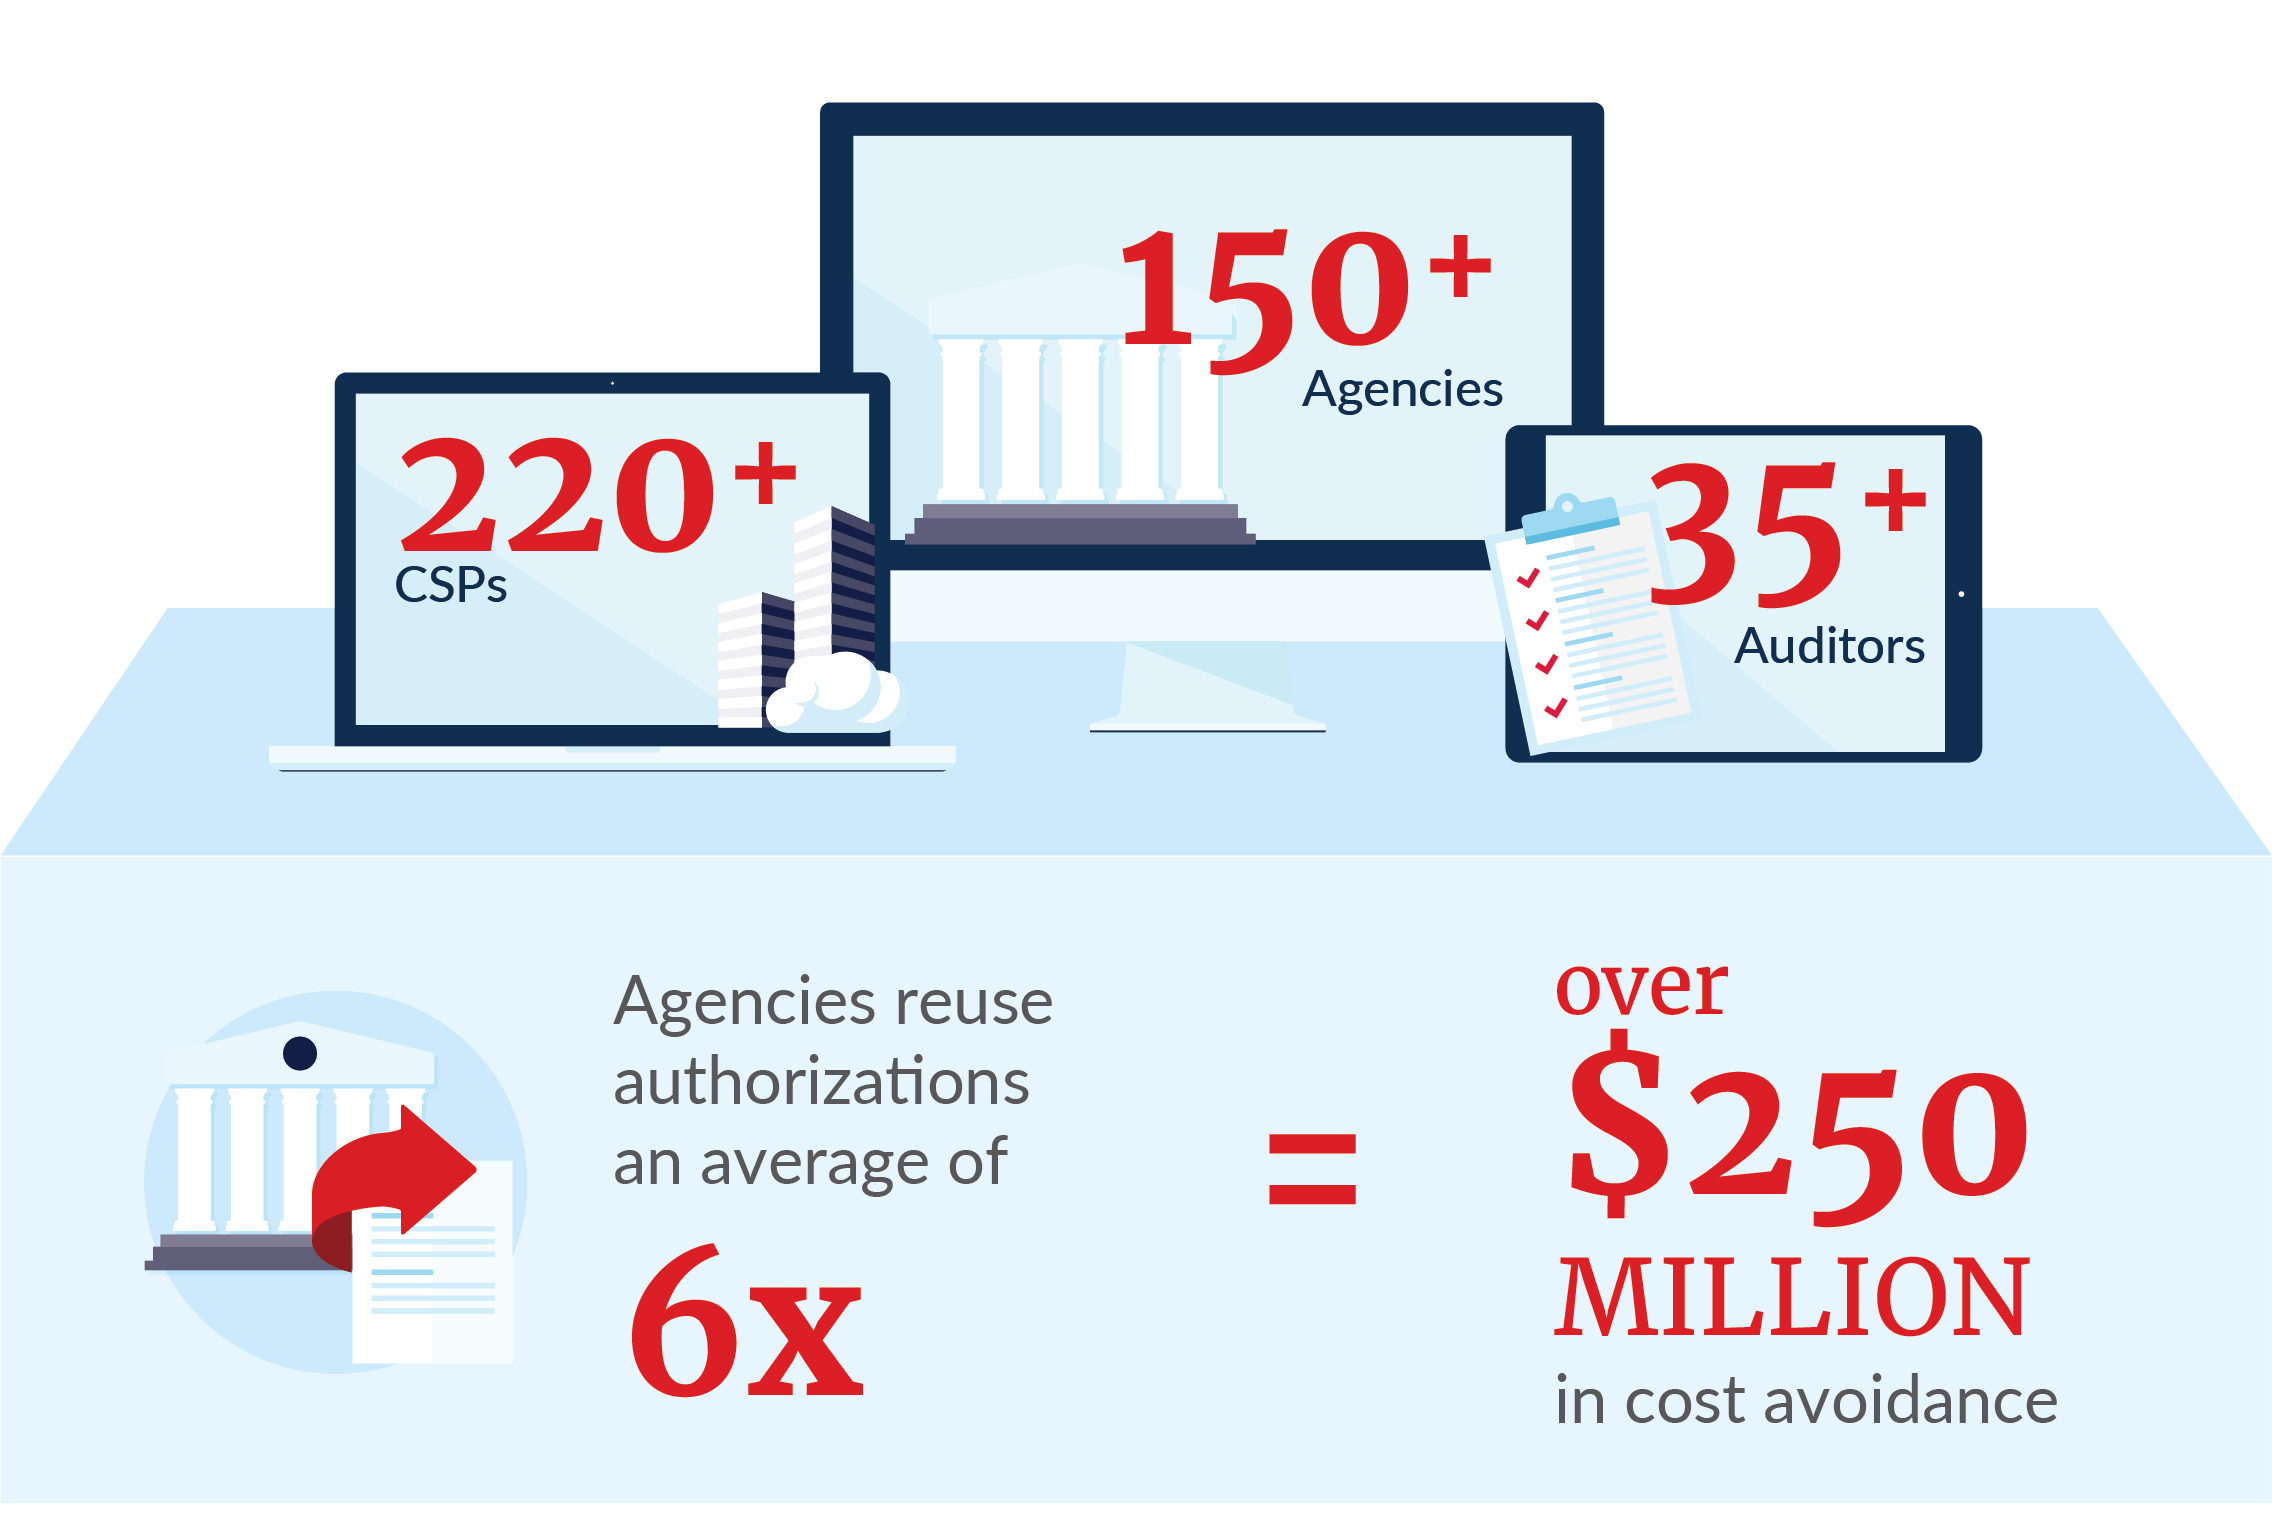 150+
Agencies
220+
CSPs
35+
Auditors
Agencies reuse
authorizations
an average of
6x
=
over
$250
MILLION
in cost avoidance